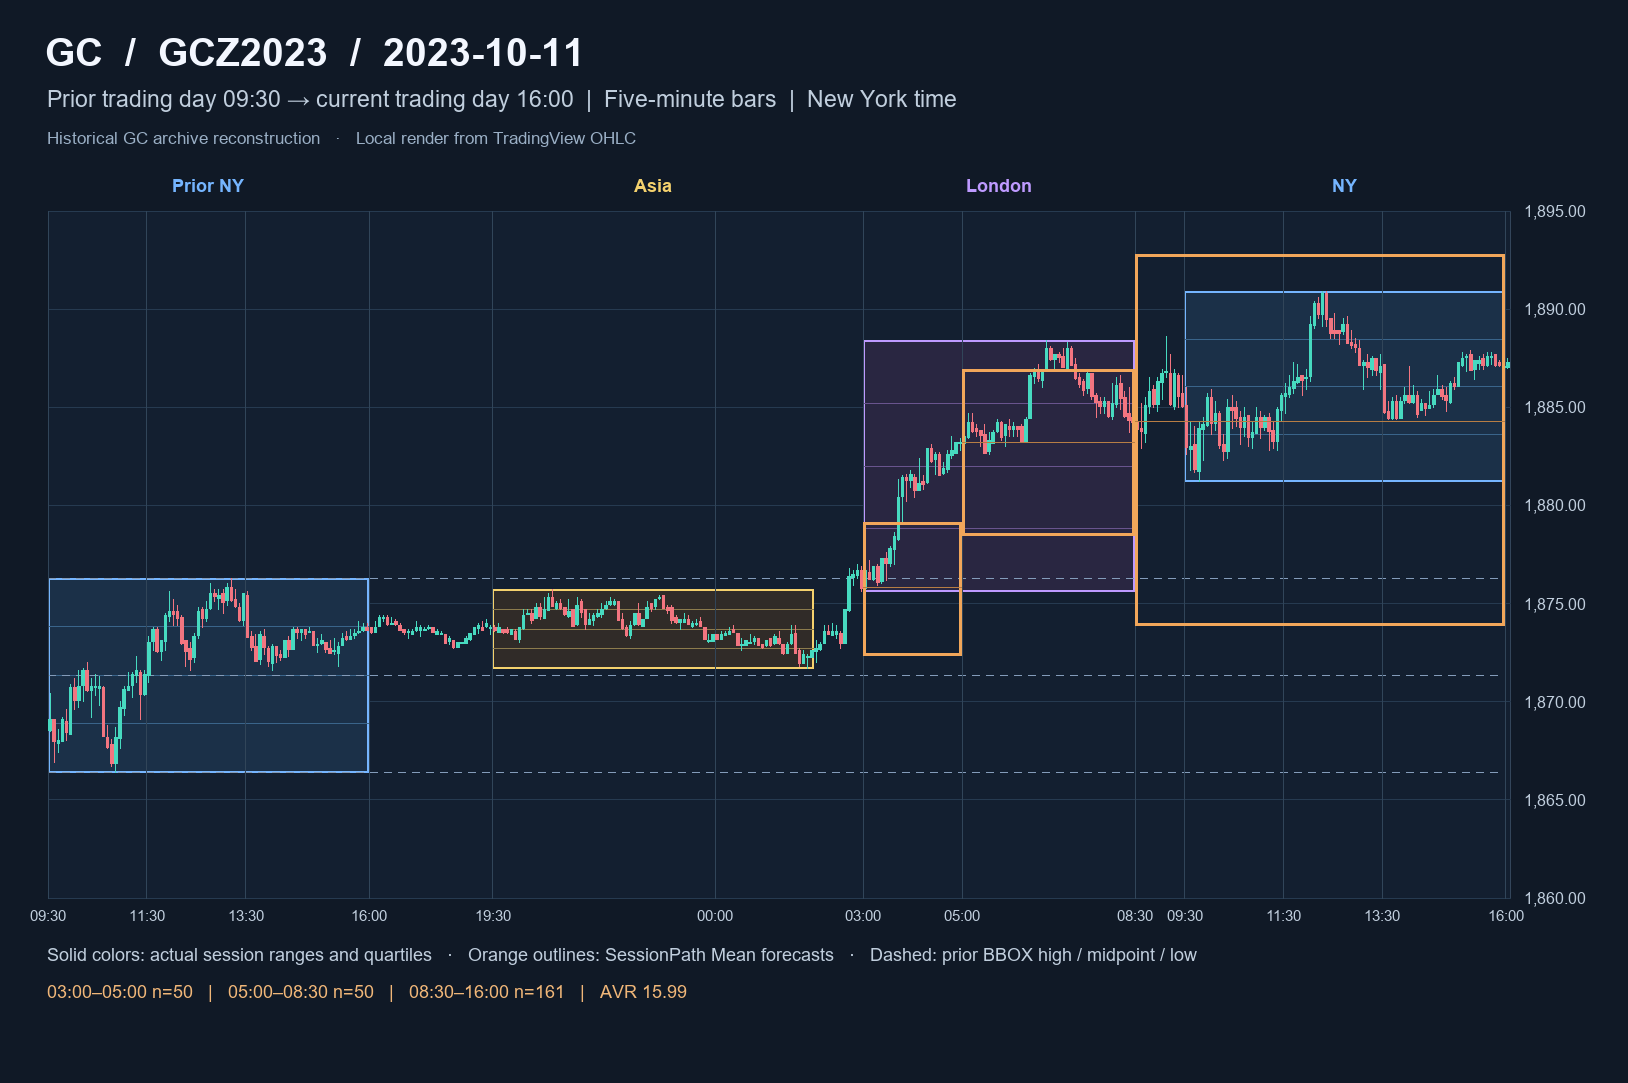 GC / GCZ2023 / 2023-10-11
Prior trading day 09:30 → current trading day 16:00 | Five-minute bars | New York time
Historical GC archive reconstruction · Local render from TradingView OHLC
Prior NY Asia London NY
1,895.00
1,890.00
1,885.00
1,880.00
1,875.00
1,870.00
1,865.00
1,860.00
09:30 11:30 13:30 16:00 19:30 00:00 03:00 05:00 08:30 09:30 11:30 13:30 16:00
Solid colors: actual session ranges and quartiles · Orange outlines: SessionPath Mean forecasts · Dashed: prior BBOX high / midpoint / low
03:00–05:00 n=50 | 05:00–08:30 n=50 | 08:30–16:00 n=161 | AVR 15.99